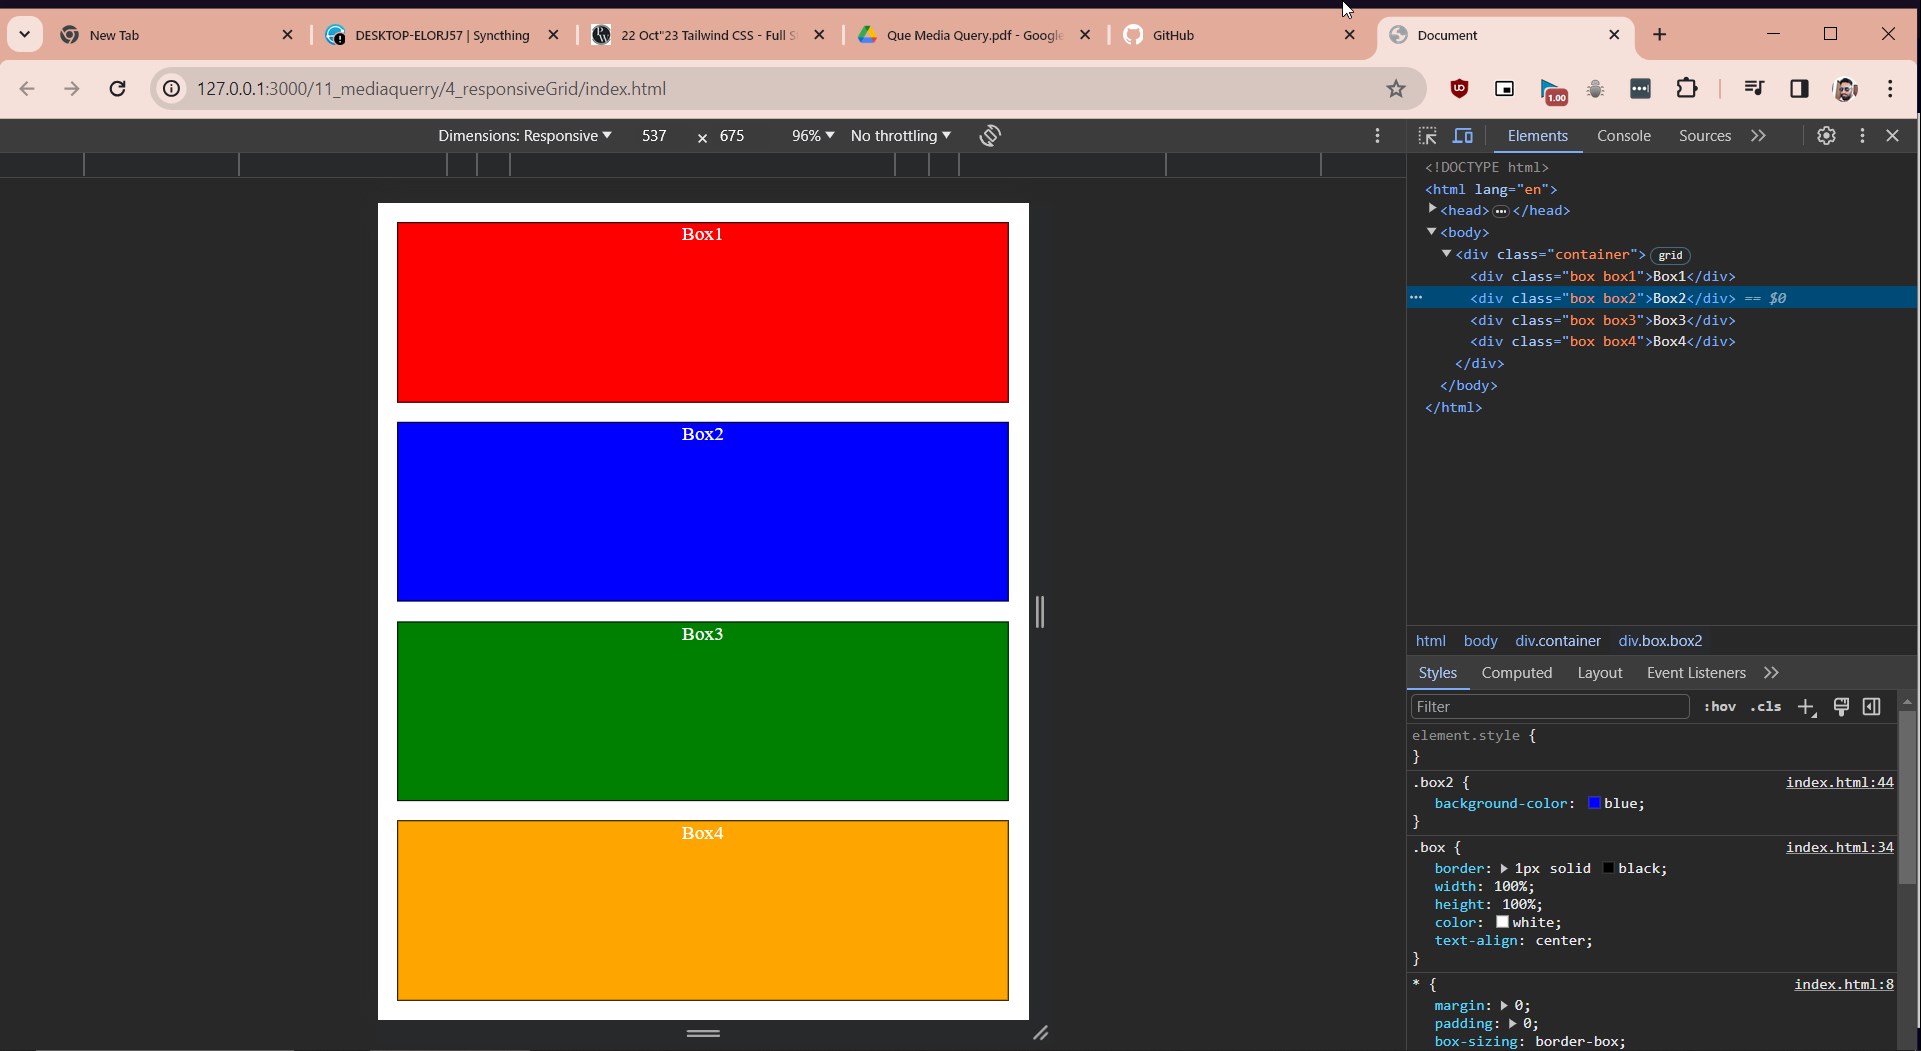 New Tab
DESKTOP-ELORJ57 | Syncthing
22 Oct"23 Tailwind CSS - Full S
Que Media Query.pdf - Google
GitHub
Document
127.0.0.1:3000/11_mediaquerry/4_responsiveGrid/index.html
1.00
Dimensions: Responsive
537
×
675
96%
No throttling
Elements
Console
Sources
<!DOCTYPE html>
<html lang="en">
<head>
</head>
<body>
<div class="container">
grid
<div class="box box1">Box1</div>
<div class="box box2">Box2</div> == $0
<div class="box box3">Box3</div>
<div class="box box4">Box4</div>
</div>
</body>
</html>
Box1
Box2
Box3
Box4
html
body
div.container
div.box.box2
Styles
Computed
Layout
Event Listeners
Filter
:hov
.cls
element.style {
}
.box2 {
index.html:44
background-color: blue;
}
.box {
index.html:34
border: 1px solid black;
width: 100%;
height: 100%;
color: white;
text-align: center;
}
* {
index.html:8
margin: 0;
padding: 0;
box-sizing: border-box;